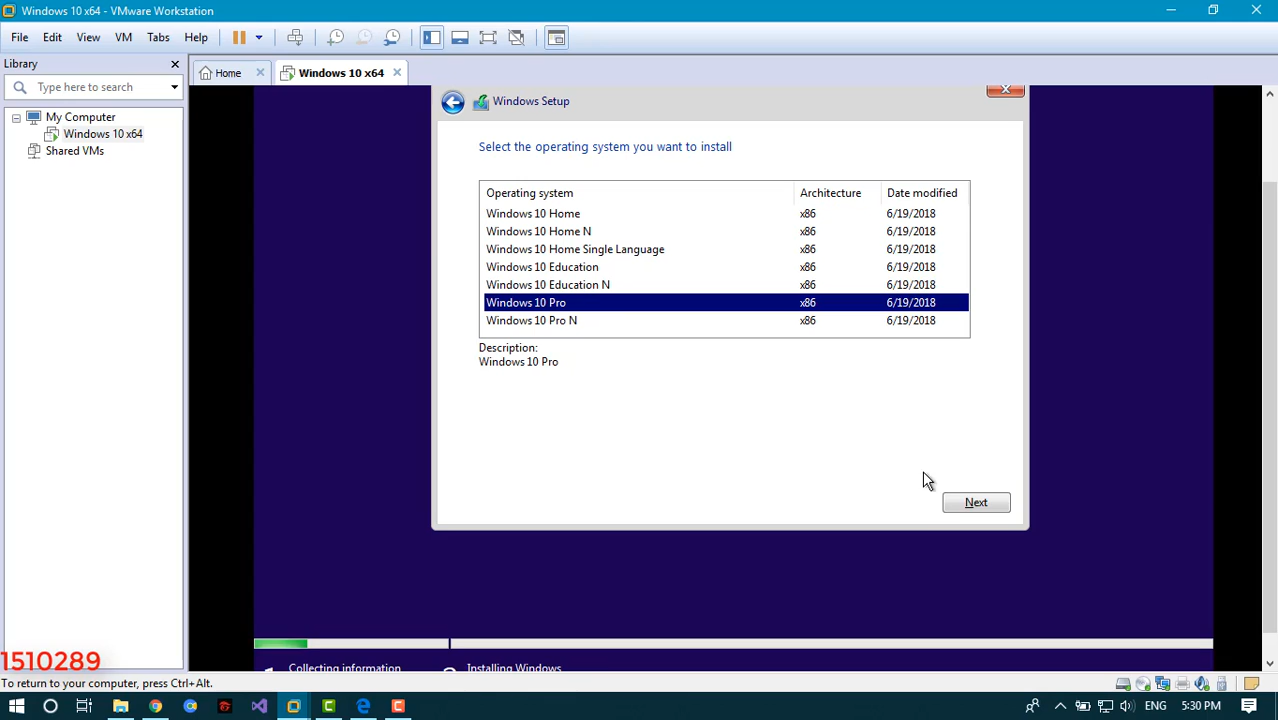 Windows 10 x64 - VMware Workstation
File Edit View VM Tabs Help
Library
Type here to search
My Computer
Windows 10 x64
Shared VMs
Home
Windows 10 x64
Windows Setup
Select the operating system you want to install
Operating system Architecture Date modified
Windows 10 Home x86 6/19/2018
Windows 10 Home N x86 6/19/2018
Windows 10 Home Single Language x86 6/19/2018
Windows 10 Education x86 6/19/2018
Windows 10 Education N x86 6/19/2018
Windows 10 Pro x86 6/19/2018
Windows 10 Pro N x86 6/19/2018
Description:
Windows 10 Pro
Next
Collecting information Installing Windows
1510289
To return to your computer, press Ctrl+Alt.
ENG 5:30 PM